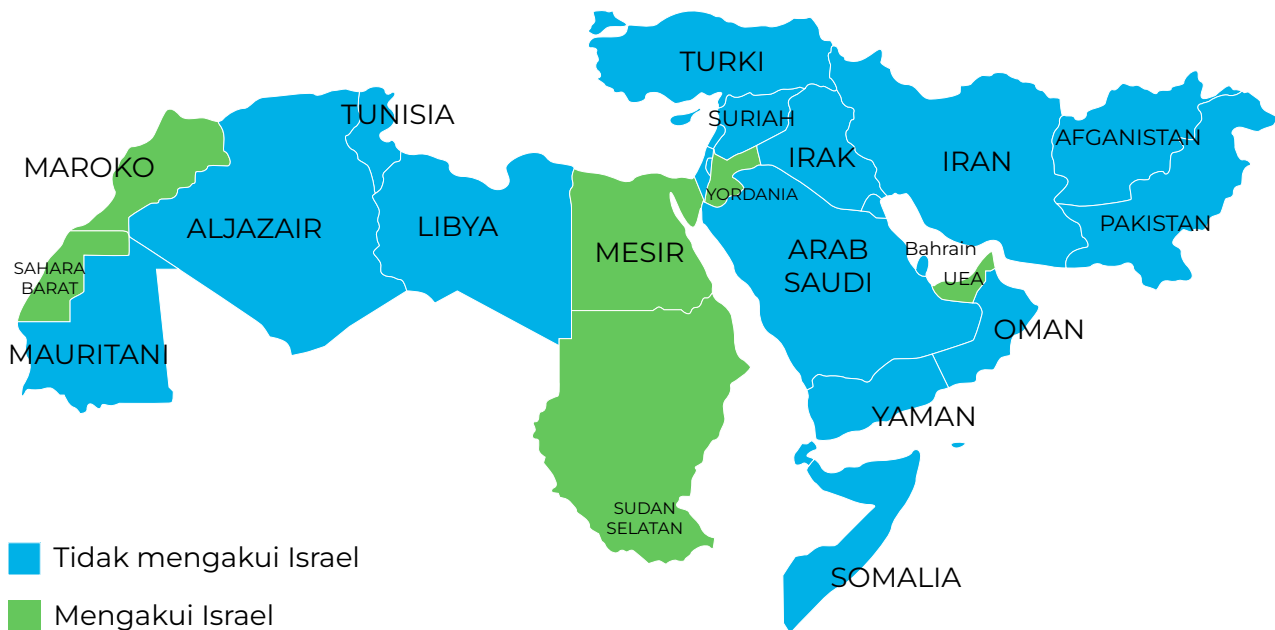 TURKI
TUNISIA
SURIAH
AFGANISTAN
MAROKO
IRAK
IRAN
YORDANIA
ALJAZAIR
LIBYA
PAKISTAN
MESIR
ARAB
SAUDI
Bahrain
UEA
SAHARA
BARAT
OMAN
MAURITANI
YAMAN
SUDAN
SELATAN
Tidak mengakui Israel
SOMALIA
Mengakui Israel